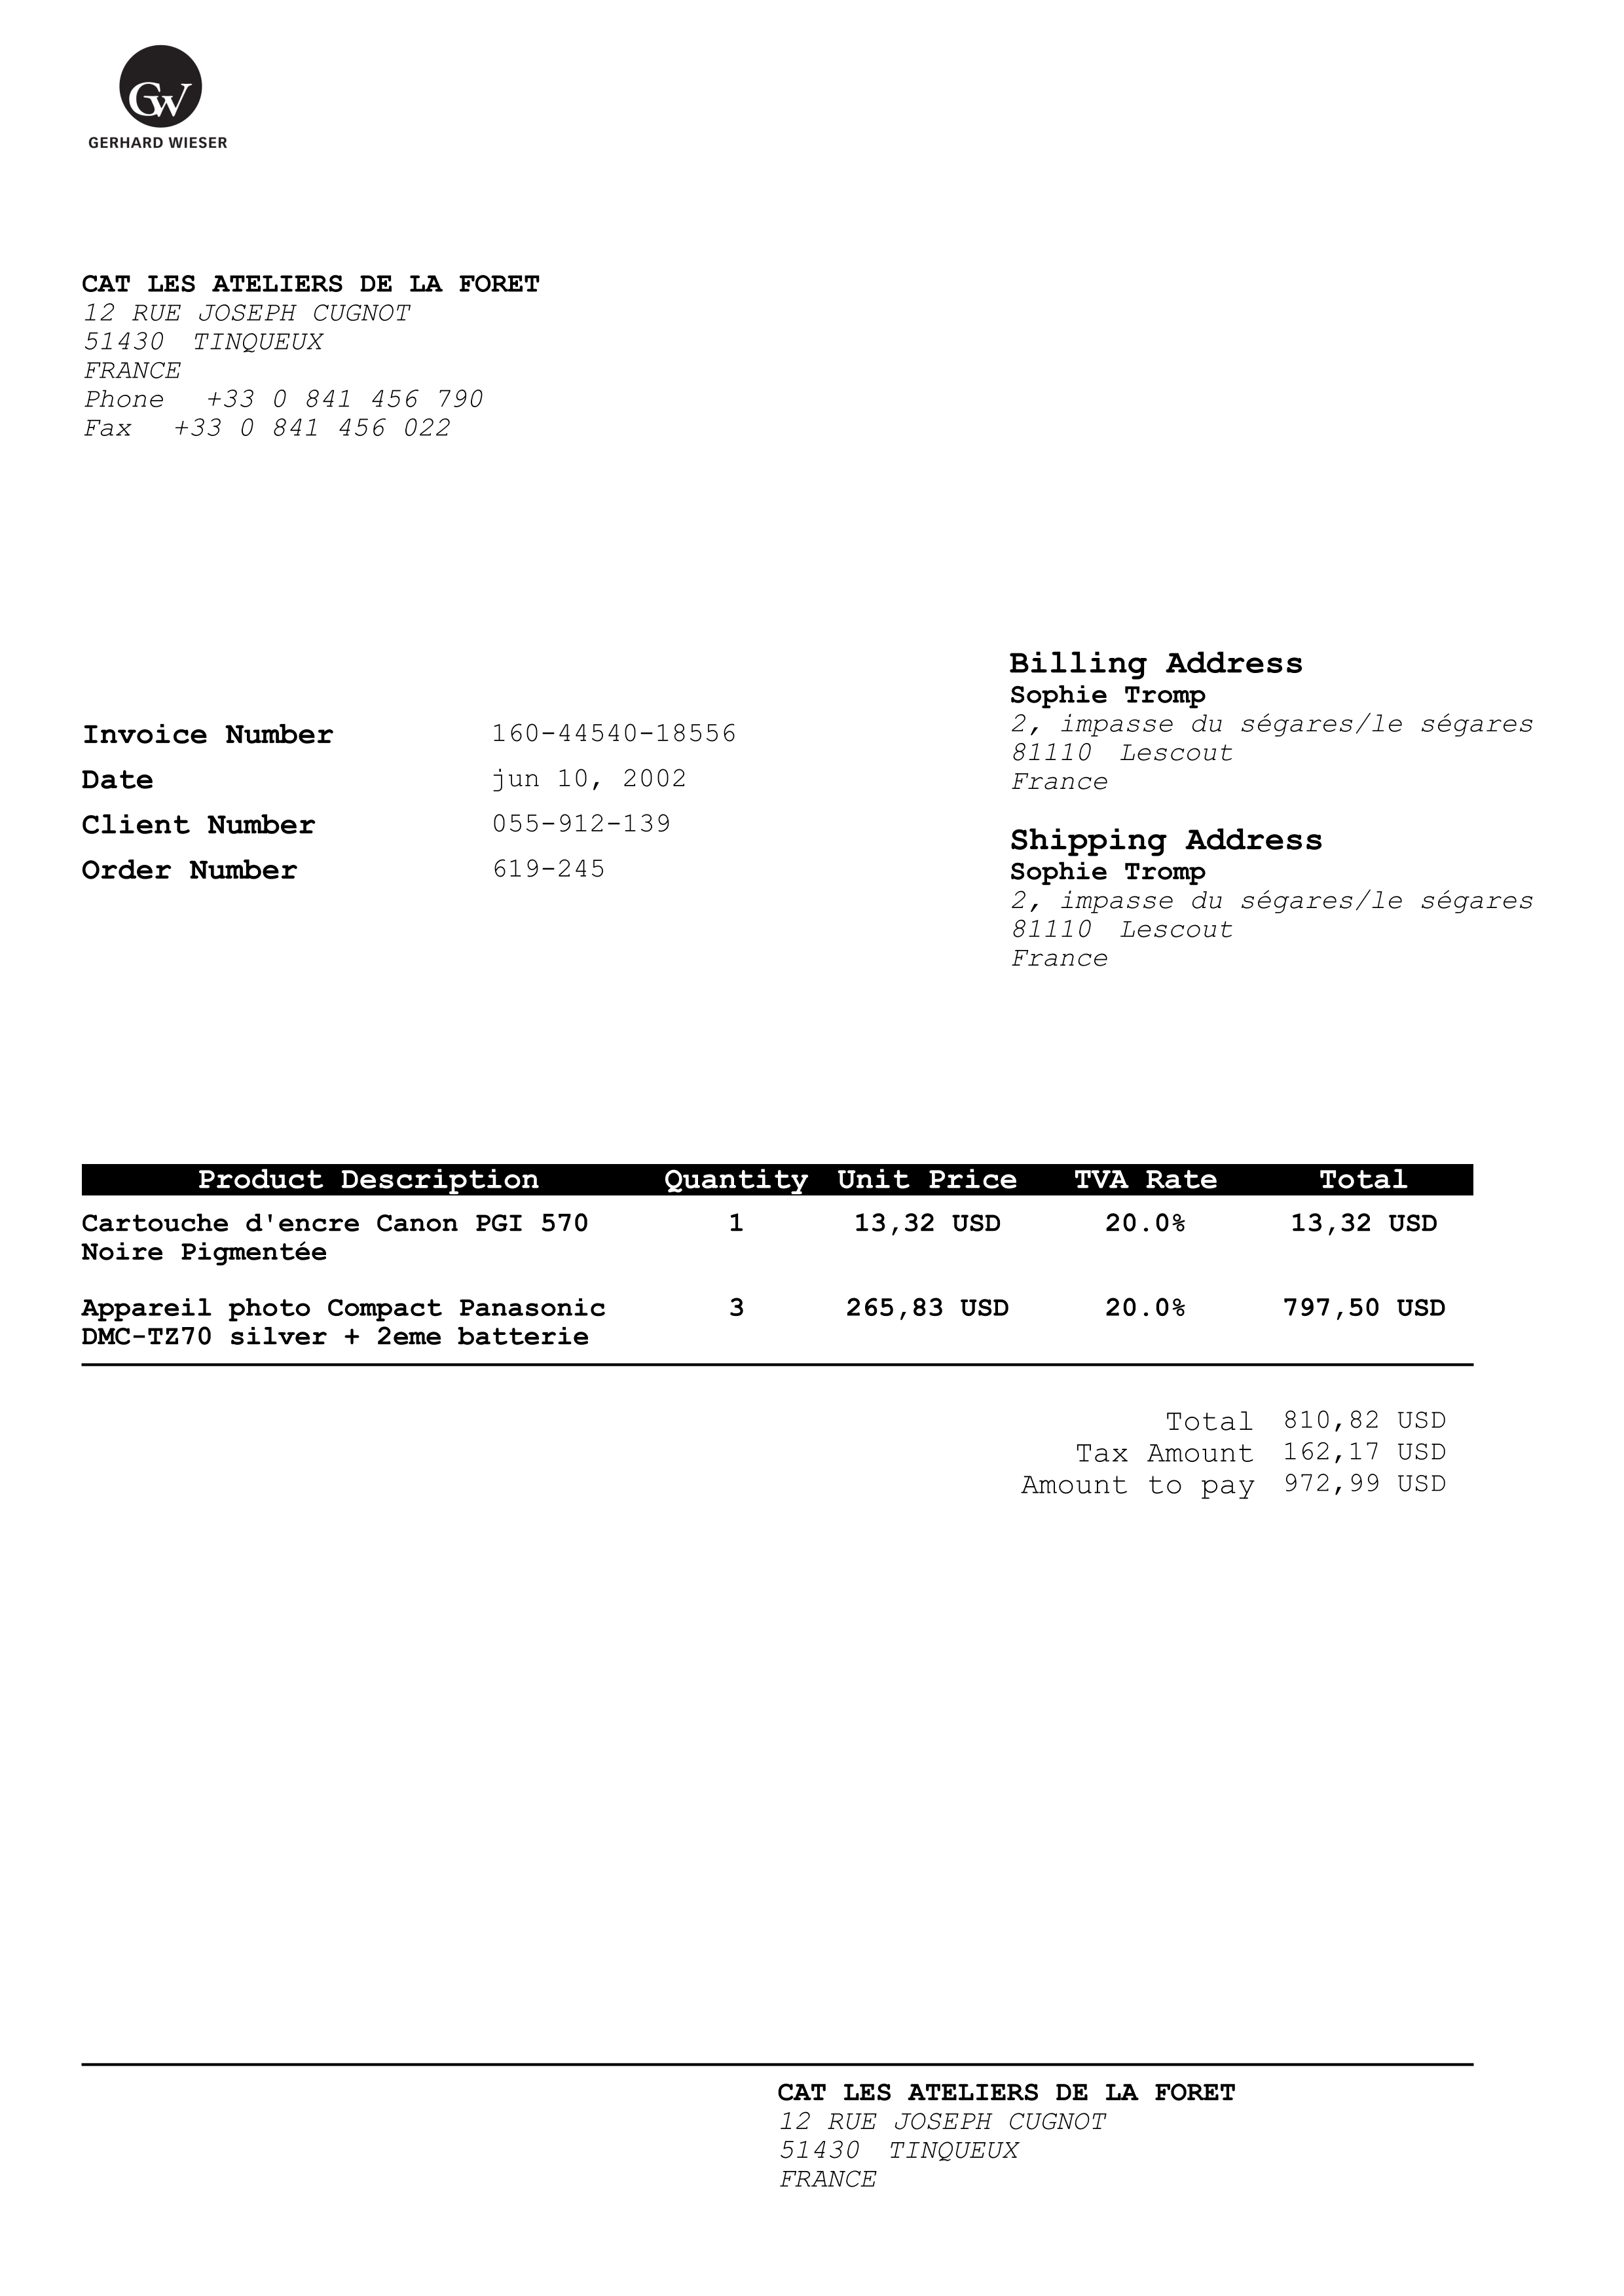 GW
GERHARD WIESER
CAT LES ATELIERS DE LA FORET
12 RUE JOSEPH CUGNOT
51430 TINQUEUX
FRANCE
Phone +33 0 841 456 790
Fax +33 0 841 456 022
Invoice Number 160-44540-18556
Date jun 10, 2002
Client Number 055-912-139
Order Number 619-245
Billing Address
Sophie Tromp
2, impasse du ségares/le ségares
81110 Lescout
France
Shipping Address
Sophie Tromp
2, impasse du ségares/le ségares
81110 Lescout
France
Product Description Quantity Unit Price TVA Rate Total
Cartouche d'encre Canon PGI 570 1 13,32 USD 20.0% 13,32 USD
Noire Pigmentée
Appareil photo Compact Panasonic 3 265,83 USD 20.0% 797,50 USD
DMC-TZ70 silver + 2eme batterie
Total 810,82 USD
Tax Amount 162,17 USD
Amount to pay 972,99 USD
CAT LES ATELIERS DE LA FORET
12 RUE JOSEPH CUGNOT
51430 TINQUEUX
FRANCE